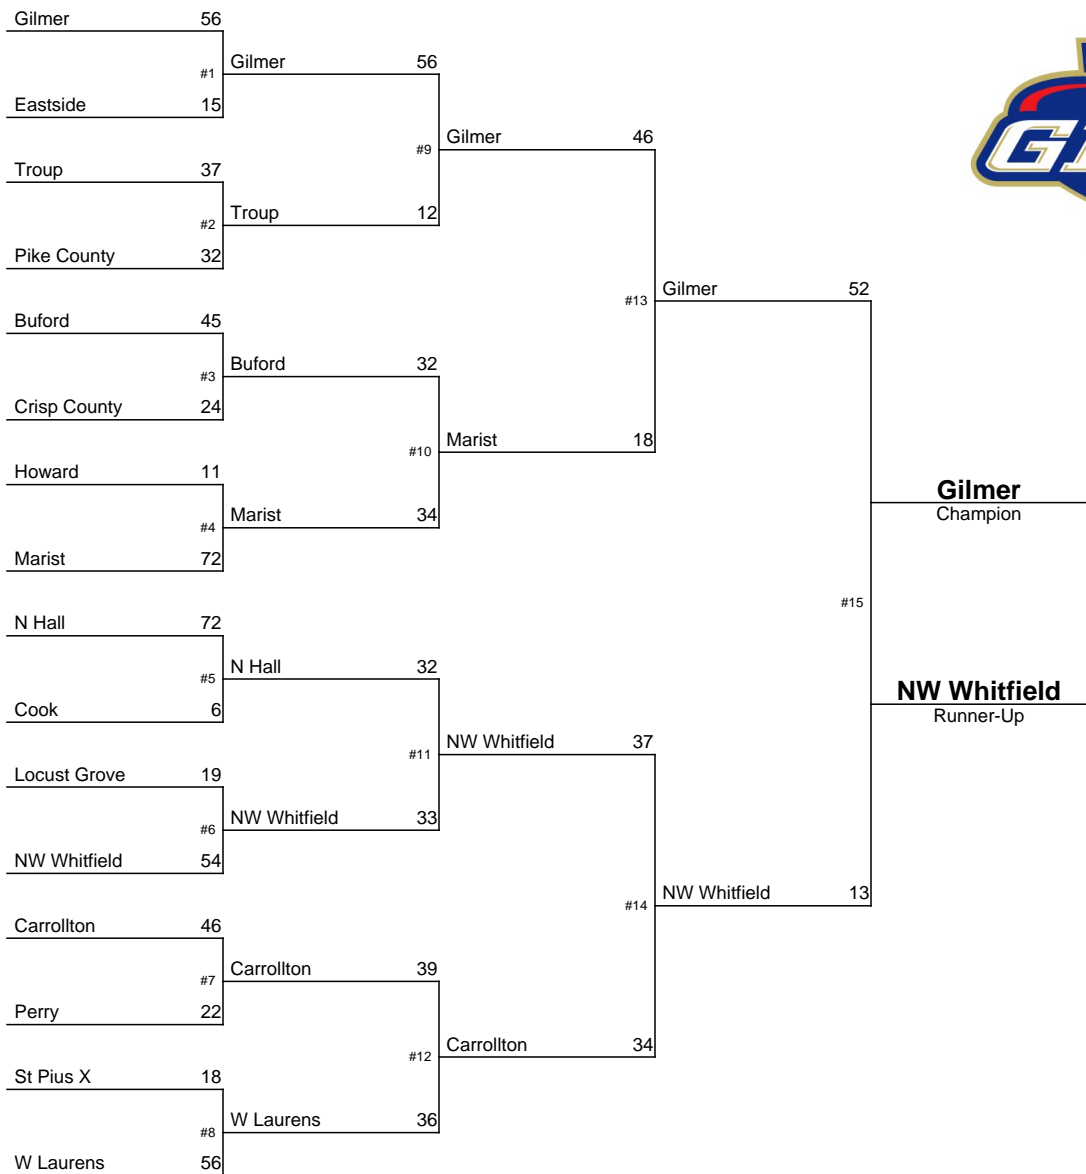 Gilmer 56
#1
Eastside 15
Troup 37
#2
Pike County 32
Buford 45
#3
Crisp County 24
Howard 11
#4
Marist 72
N Hall 72
#5
Cook 6
Locust Grove 19
#6
NW Whitfield 54
Carrollton 46
#7
Perry 22
St Pius X 18
#8
W Laurens 56
Gilmer 56
#9
Troup 12
Buford 32
#10
Marist 34
N Hall 32
#11
NW Whitfield 33
Carrollton 39
#12
W Laurens 36
Gilmer 46
#13
Marist 18
NW Whitfield 37
#14
Carrollton 34
Gilmer 52
#15
NW Whitfield 13
Gilmer
Champion
NW Whitfield
Runner-Up